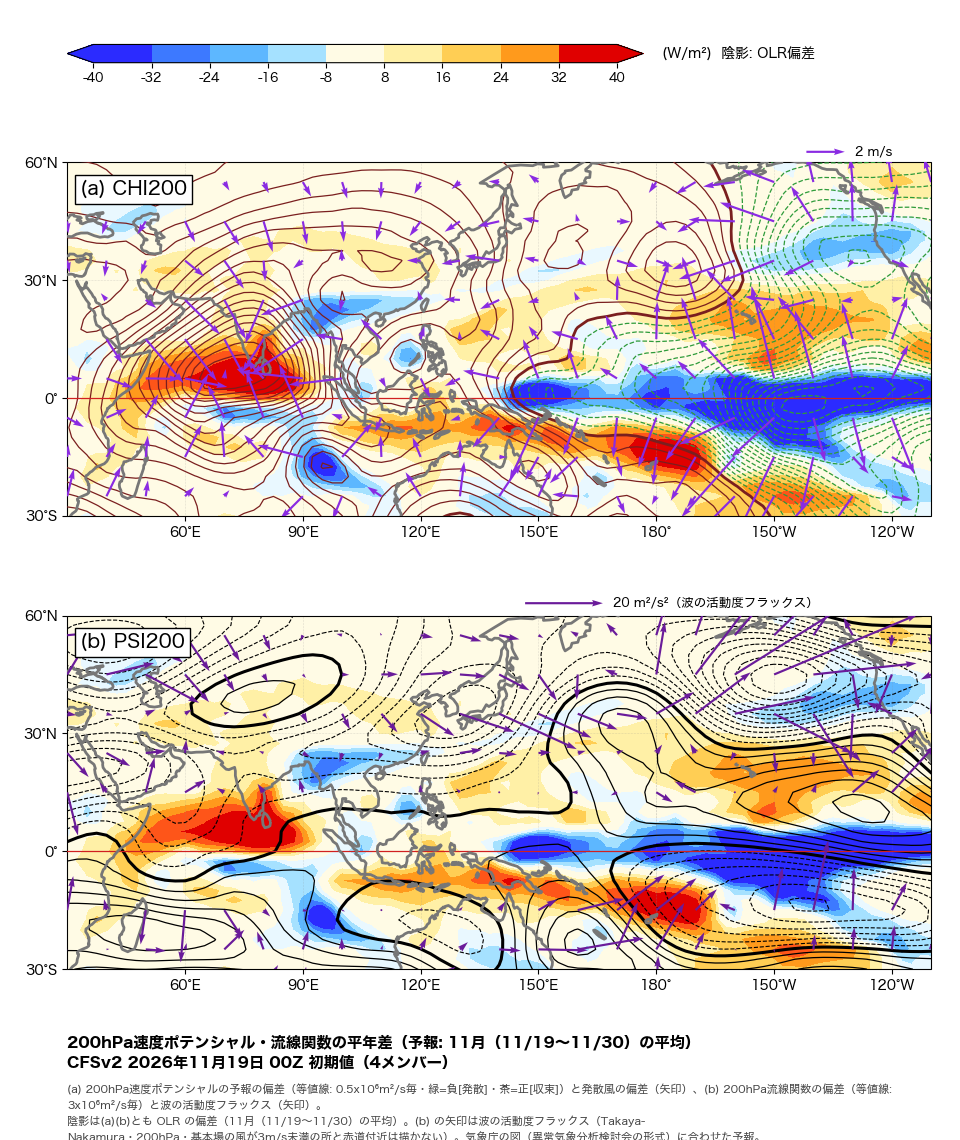 (W/m²) 陰影: OLR偏差
-40 -32 -24 -16 -8 8 16 24 32 40
2 m/s
(a) CHI200
60°N
30°N
0°
30°S
60°E 90°E 120°E 150°E 180° 150°W 120°W
20 m²/s²（波の活動度フラックス）
(b) PSI200
60°N
30°N
0°
30°S
60°E 90°E 120°E 150°E 180° 150°W 120°W
200hPa速度ポテンシャル・流線関数の平年差（予報: 11月（11/19〜11/30）の平均）
CFSv2 2026年11月19日 00Z 初期値（4メンバー）
(a) 200hPa速度ポテンシャルの予報の偏差（等値線: 0.5x10⁶m²/s毎・緑=負[発散]・茶=正[収束]）と発散風の偏差（矢印）、(b) 200hPa流線関数の偏差（等値線:
3x10⁶m²/s毎）と波の活動度フラックス（矢印）。
陰影は(a)(b)とも OLR の偏差（11月（11/19〜11/30）の平均）。(b) の矢印は波の活動度フラックス（Takaya-
Nakamura・200hPa・基本場の風が3m/s未満の所と赤道付近は描かない）。気象庁の図（異常気象分析検討会の形式）に合わせた予報。